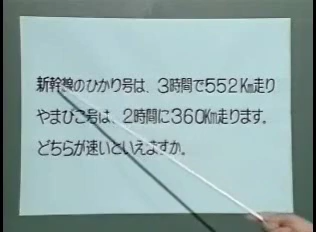 新幹線のひかり号は、3時間で552Km走り
やまびこ号は、2時間に360Km走ります。
どちらが速いといえますか。